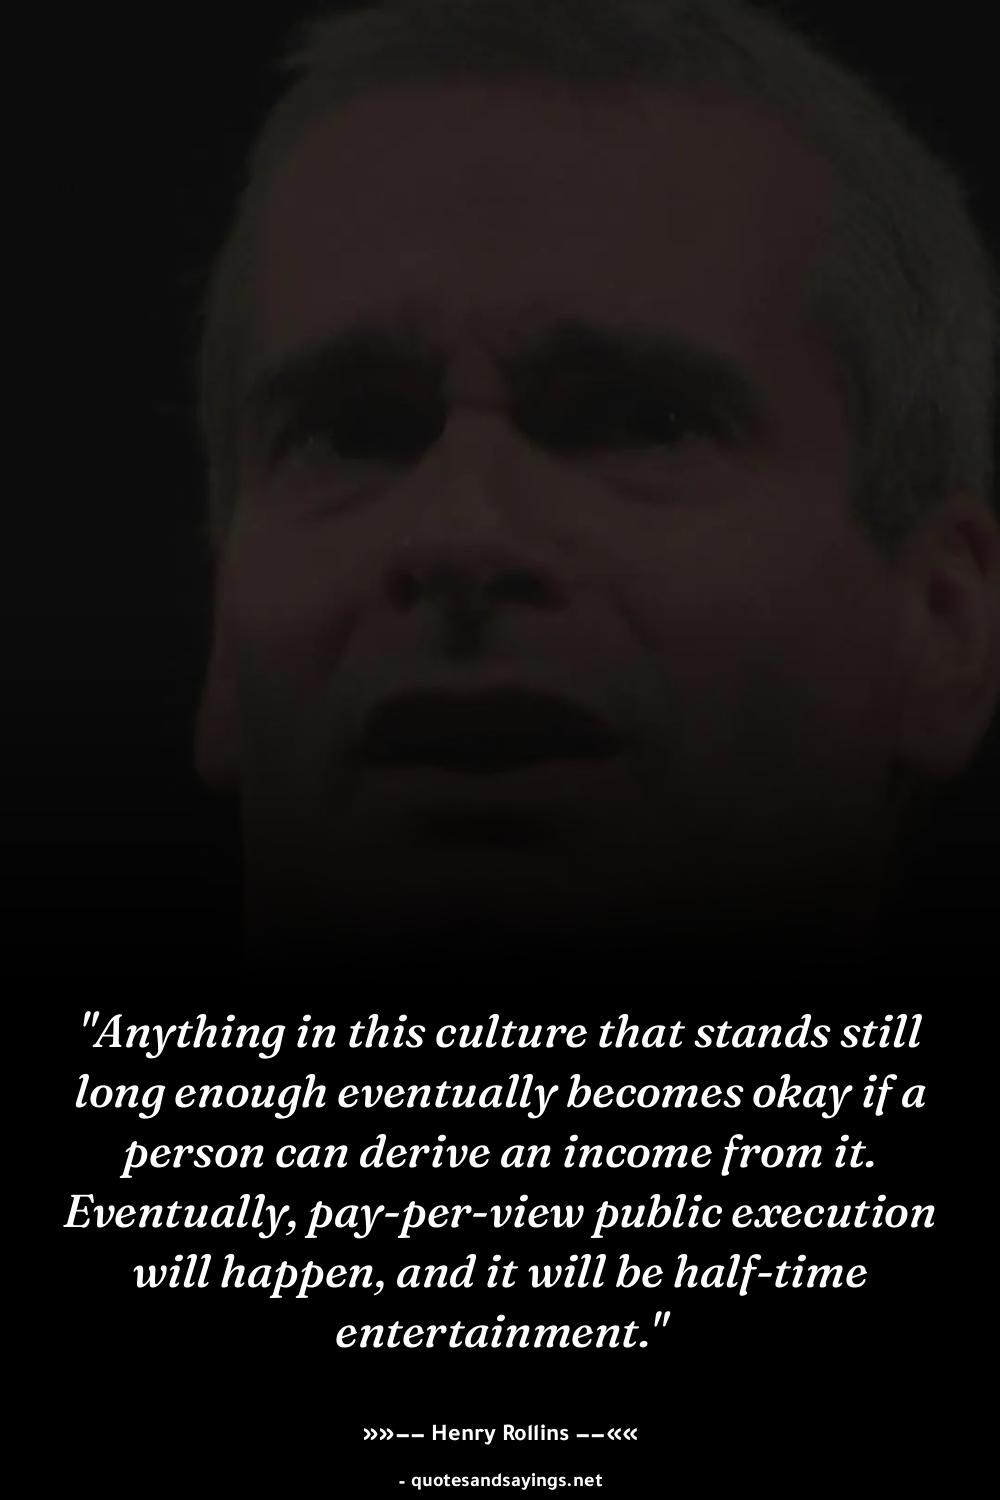 "Anything in this culture that stands still
long enough eventually becomes okay if a
person can derive an income from it.
Eventually, pay-per-view public execution
will happen, and it will be half-time
entertainment."
»»−− Henry Rollins −−««
- quotesandsayings.net